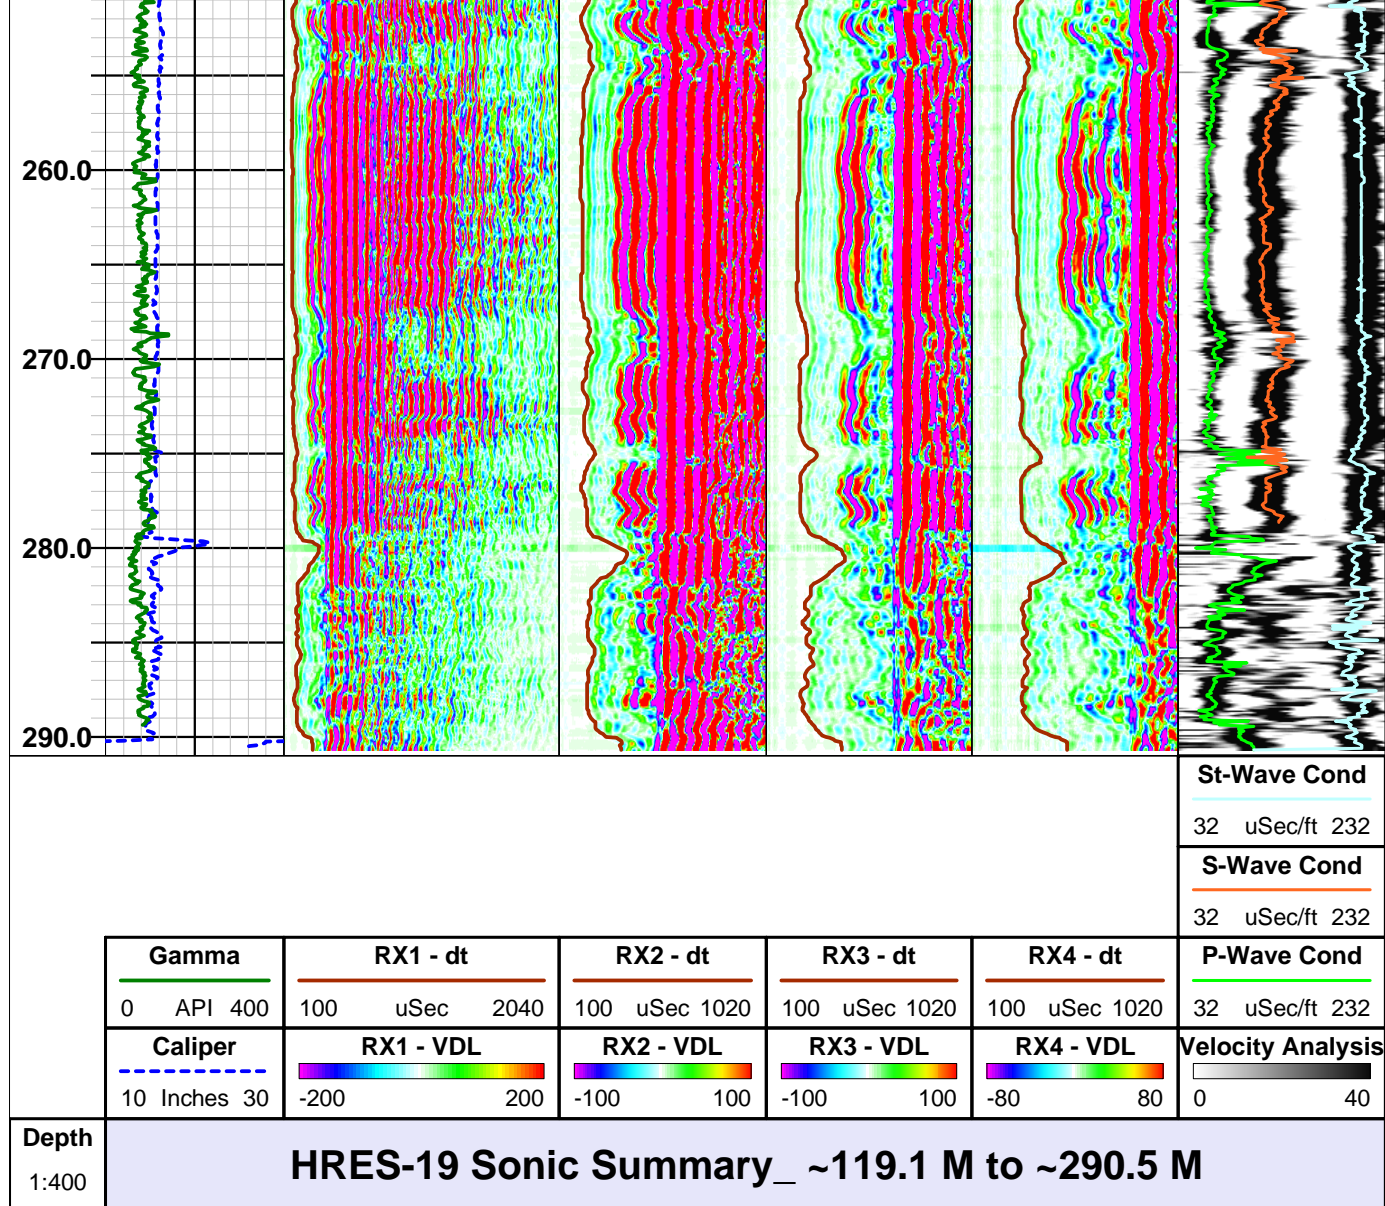 260.0
270.0
280.0
290.0
St-Wave Cond
32 uSec/ft 232
S-Wave Cond
32 uSec/ft 232
Gamma
0 API 400
RX1 - dt
100 uSec 2040
RX2 - dt
100 uSec 1020
RX3 - dt
100 uSec 1020
RX4 - dt
100 uSec 1020
P-Wave Cond
32 uSec/ft 232
Caliper
10 Inches 30
RX1 - VDL
-200 200
RX2 - VDL
-100 100
RX3 - VDL
-100 100
RX4 - VDL
-80 80
Velocity Analysis
0 40
Depth
1:400
HRES-19 Sonic Summary_ ~119.1 M to ~290.5 M